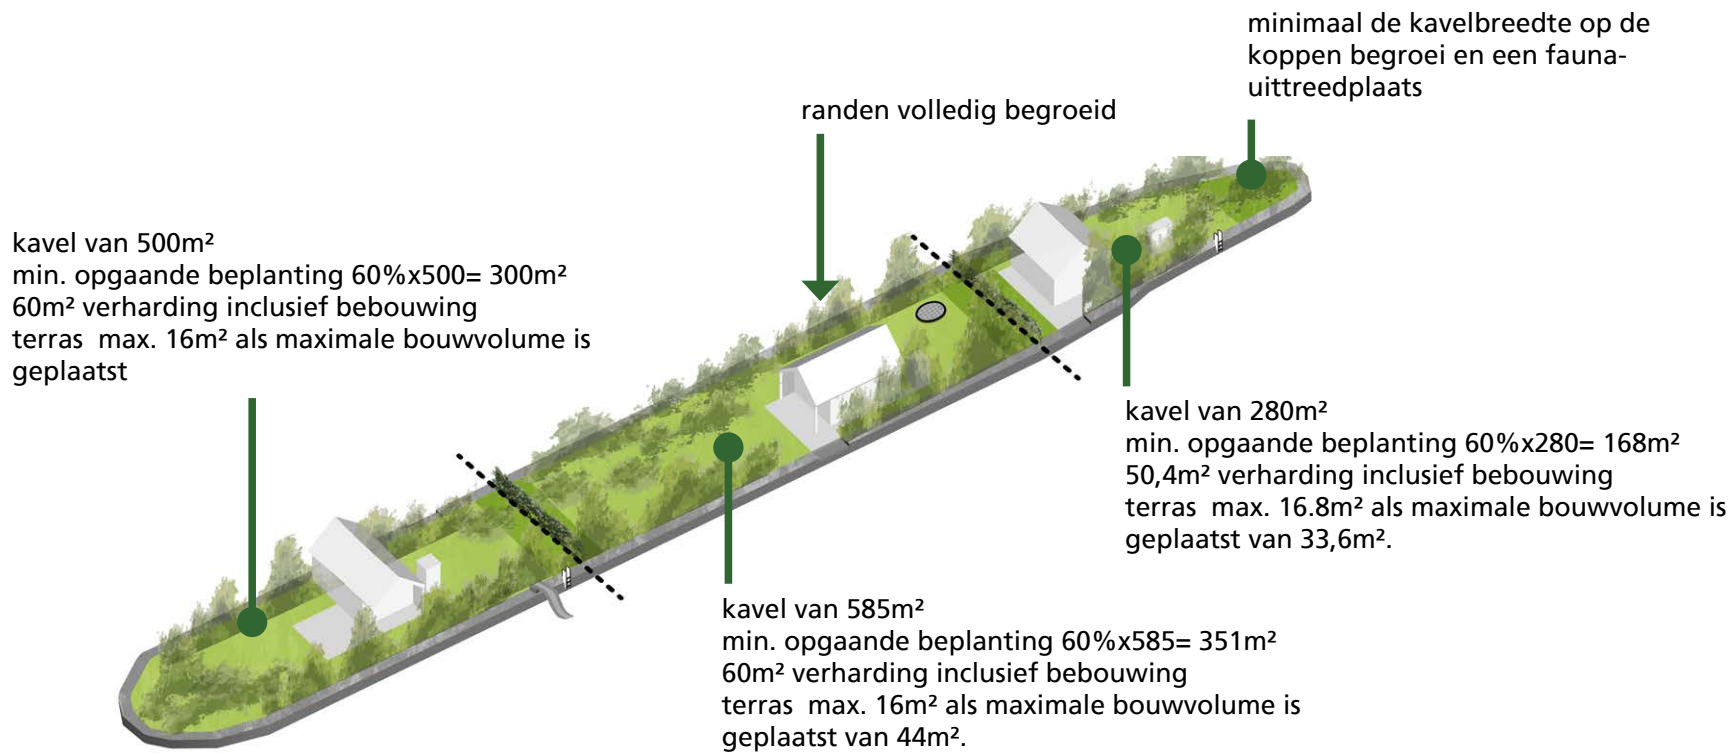 minimaal de kavelbreedte op de
koppen begroei en een fauna-
uittreedplaats
randen volledig begroeid
kavel van 500m²
min. opgaande beplanting 60%x500= 300m²
60m² verharding inclusief bebouwing
terras  max. 16m² als maximale bouwvolume is
geplaatst
kavel van 280m²
min. opgaande beplanting 60%x280= 168m²
50,4m² verharding inclusief bebouwing
terras  max. 16.8m² als maximale bouwvolume is
geplaatst van 33,6m².
kavel van 585m²
min. opgaande beplanting 60%x585= 351m²
60m² verharding inclusief bebouwing
terras  max. 16m² als maximale bouwvolume is
geplaatst van 44m².